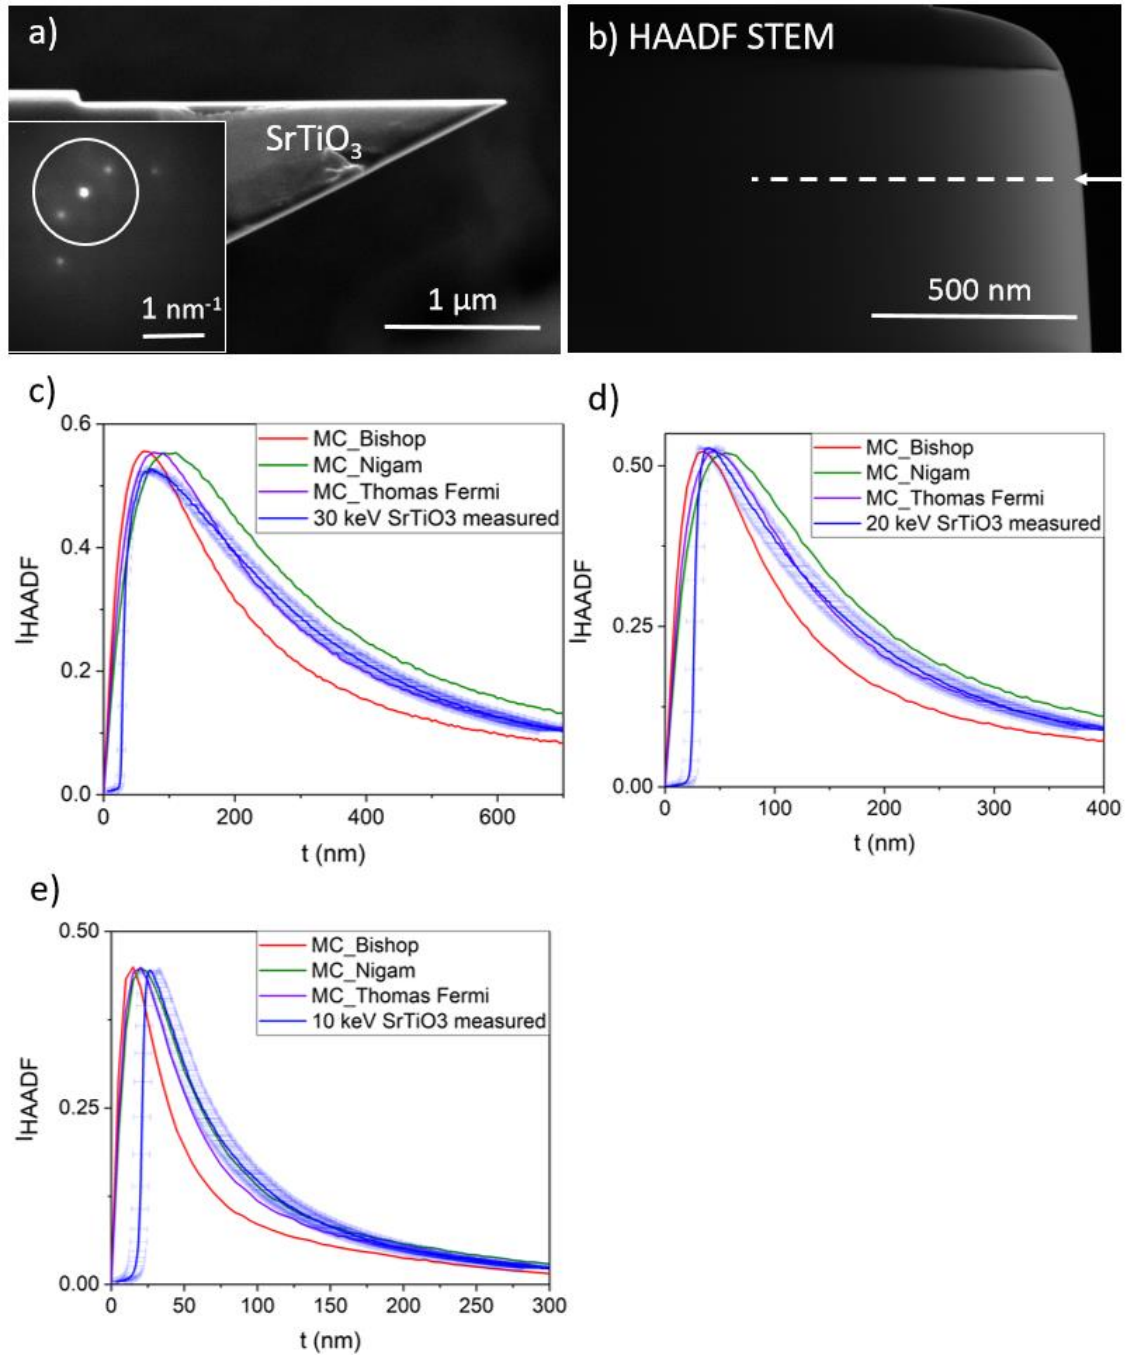 a)
SrTiO3
1 nm-1
1 µm
b) HAADF STEM
500 nm
c)
0.6
0.4
0.2
0.0
IHAADF
MC_Bishop
MC_Nigam
MC_Thomas Fermi
30 keV SrTiO3 measured
0 200 400 600
t (nm)
d)
0.50
0.25
0.00
IHAADF
MC_Bishop
MC_Nigam
MC_Thomas Fermi
20 keV SrTiO3 measured
0 100 200 300 400
t (nm)
e)
0.50
0.25
0.00
IHAADF
MC_Bishop
MC_Nigam
MC_Thomas Fermi
10 keV SrTiO3 measured
0 50 100 150 200 250 300
t (nm)